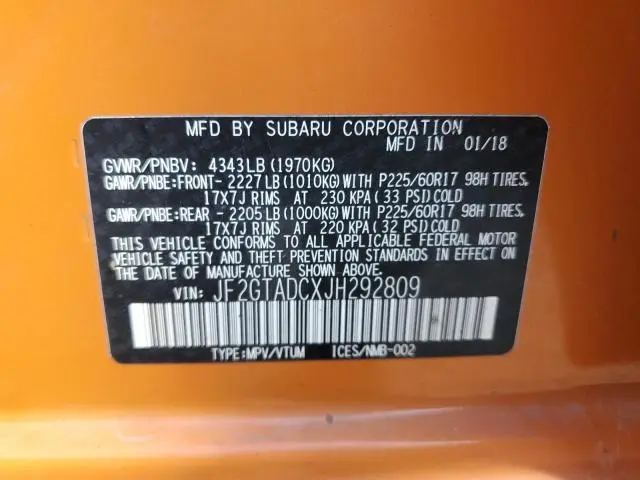 MFD BY SUBARU CORPORATION
MFD IN 01/18
GVWR/PNBV: 4343LB (1970KG)
GAWR/PNBE:FRONT- 2227LB (1010KG) WITH P225/60R17 98H TIRES,
17X7J RIMS AT 230 KPA (33 PSI) COLD
GAWR/PNBE:REAR - 2205LB (1000KG) WITH P225/60R17 98H TIRES,
17X7J RIMS AT 220 KPA (32 PSI) COLD
THIS VEHICLE CONFORMS TO ALL APPLICABLE FEDERAL MOTOR
VEHICLE SAFETY AND THEFT PREVENTION STANDARDS IN EFFECT ON
THE DATE OF MANUFACTURE SHOWN ABOVE.
VIN: JF2GTADCXJH292809
TYPE:MPV/VTUM ICES/NMB-002